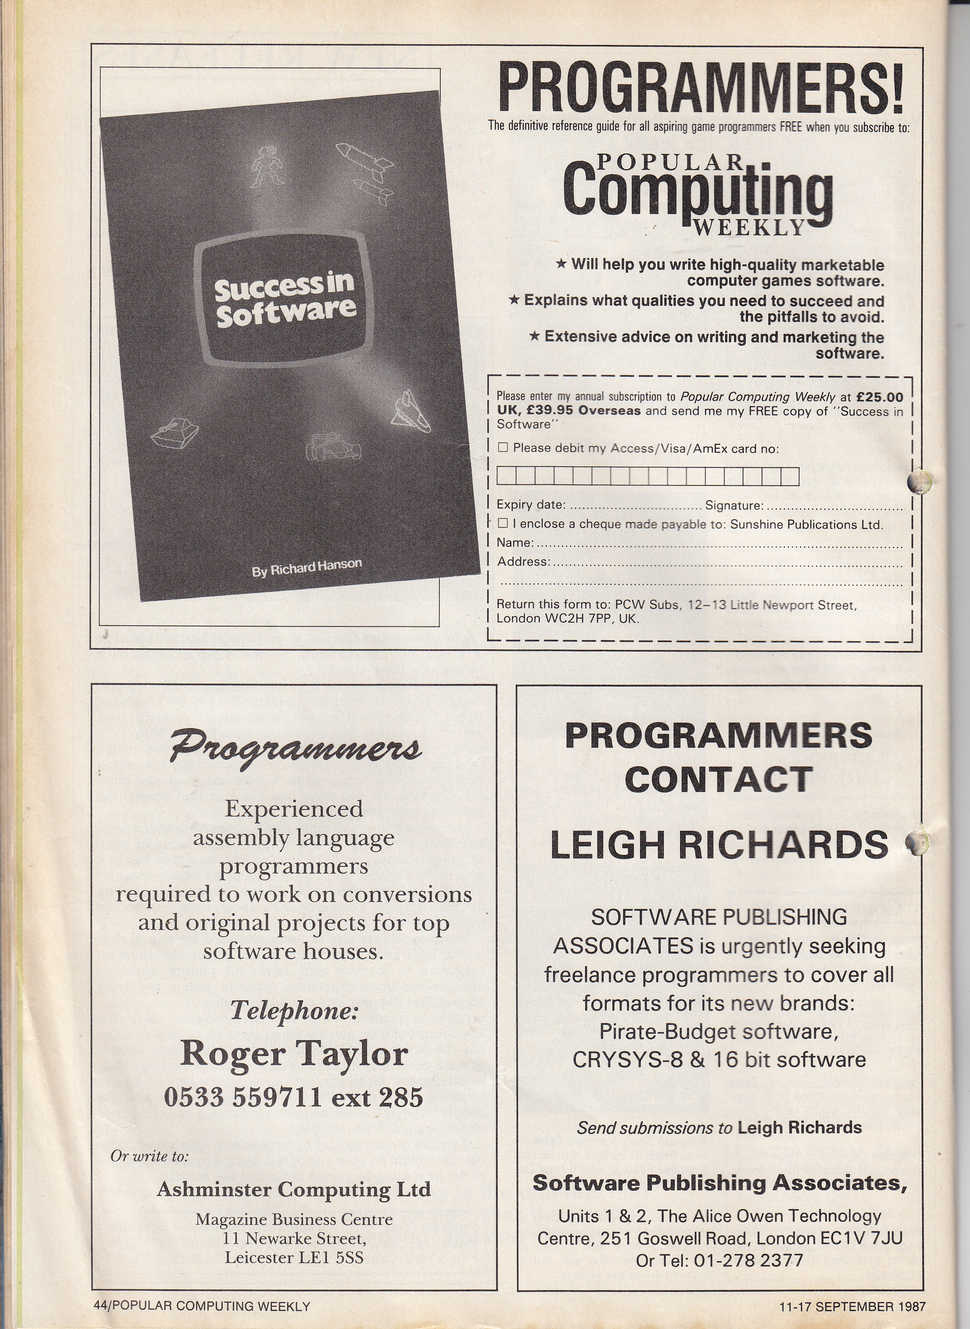 Success in
Software
By Richard Hanson
PROGRAMMERS!
The definitive reference guide for all aspiring game programmers FREE when you subscribe to:
POPULAR
Computing
WEEKLY
★ Will help you write high-quality marketable
computer games software.
★ Explains what qualities you need to succeed and
the pitfalls to avoid.
★ Extensive advice on writing and marketing the
software.
Please enter my annual subscription to Popular Computing Weekly at £25.00
UK, £39.95 Overseas and send me my FREE copy of "Success in
Software"
□ Please debit my Access/Visa/AmEx card no:
Expiry date: .................................. Signature: ..................................
□ I enclose a cheque made payable to: Sunshine Publications Ltd.
Name: ..................................................................
Address: ..................................................................
..................................................................
Return this form to: PCW Subs, 12–13 Little Newport Street,
London WC2H 7PP, UK.
Programmers
Experienced
assembly language
programmers
required to work on conversions
and original projects for top
software houses.
Telephone:
Roger Taylor
0533 559711 ext 285
Or write to:
Ashminster Computing Ltd
Magazine Business Centre
11 Newarke Street,
Leicester LE1 5SS
PROGRAMMERS
CONTACT
LEIGH RICHARDS
SOFTWARE PUBLISHING
ASSOCIATES is urgently seeking
freelance programmers to cover all
formats for its new brands:
Pirate-Budget software,
CRYSYS-8 & 16 bit software
Send submissions to Leigh Richards
Software Publishing Associates,
Units 1 & 2, The Alice Owen Technology
Centre, 251 Goswell Road, London EC1V 7JU
Or Tel: 01-278 2377
44/POPULAR COMPUTING WEEKLY
11-17 SEPTEMBER 1987